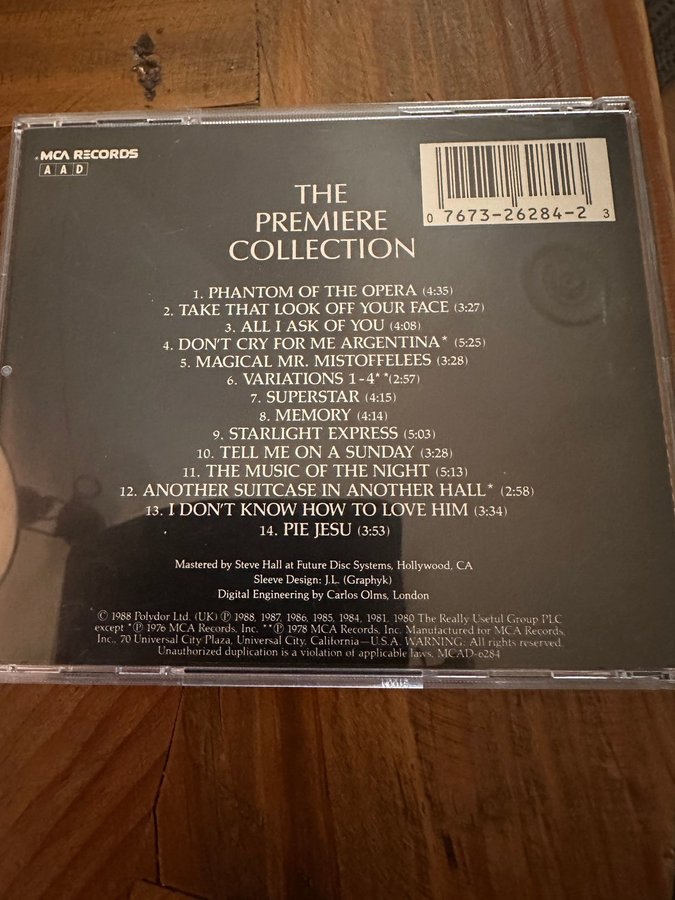 MCA RECORDS
A A D
0 7673-26284-2 3
THE
PREMIERE
COLLECTION
1. PHANTOM OF THE OPERA (4:35)
2. TAKE THAT LOOK OFF YOUR FACE (3:27)
3. ALL I ASK OF YOU (4:08)
4. DON'T CRY FOR ME ARGENTINA* (5:25)
5. MAGICAL MR. MISTOFFELEES (3:28)
6. VARIATIONS 1-4**(2:57)
7. SUPERSTAR (4:15)
8. MEMORY (4:14)
9. STARLIGHT EXPRESS (5:03)
10. TELL ME ON A SUNDAY (3:28)
11. THE MUSIC OF THE NIGHT (5:13)
12. ANOTHER SUITCASE IN ANOTHER HALL* (2:58)
13. I DON'T KNOW HOW TO LOVE HIM (3:34)
14. PIE JESU (3:53)
Mastered by Steve Hall at Future Disc Systems, Hollywood, CA
Sleeve Design: J.L. (Graphyk)
Digital Engineering by Carlos Olms, London
© 1988 Polydor Ltd. (UK) ℗ 1988, 1987, 1986, 1985, 1984, 1981, 1980 The Really Useful Group PLC
except *℗ 1976 MCA Records, Inc. **℗ 1978 MCA Records, Inc. Manufactured for MCA Records,
Inc., 70 Universal City Plaza, Universal City, California—U.S.A. WARNING: All rights reserved.
Unauthorized duplication is a violation of applicable laws. MCAD-6284